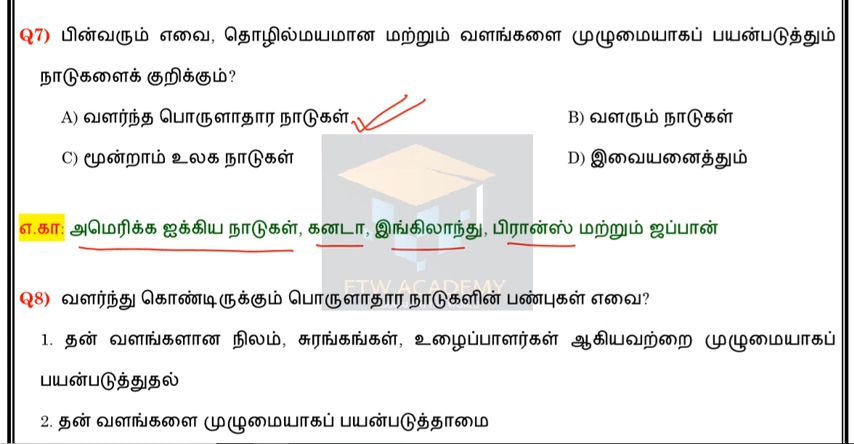 Q7) பின்வரும் எவை, தொழில்மயமான மற்றும் வளங்களை முழுமையாகப் பயன்படுத்தும்
நாடுகளைக் குறிக்கும்?
A) வளர்ந்த பொருளாதார நாடுகள்
B) வளரும் நாடுகள்
C) மூன்றாம் உலக நாடுகள்
D) இவையனைத்தும்
எ.கா: அமெரிக்க ஐக்கிய நாடுகள், கனடா, இங்கிலாந்து, பிரான்ஸ் மற்றும் ஜப்பான்
ETW ACADEMY
Q8) வளர்ந்து கொண்டிருக்கும் பொருளாதார நாடுகளின் பண்புகள் எவை?
1. தன் வளங்களான நிலம், சுரங்கங்கள், உழைப்பாளர்கள் ஆகியவற்றை முழுமையாகப்
பயன்படுத்துதல்
2. தன் வளங்களை முழுமையாகப் பயன்படுத்தாமை